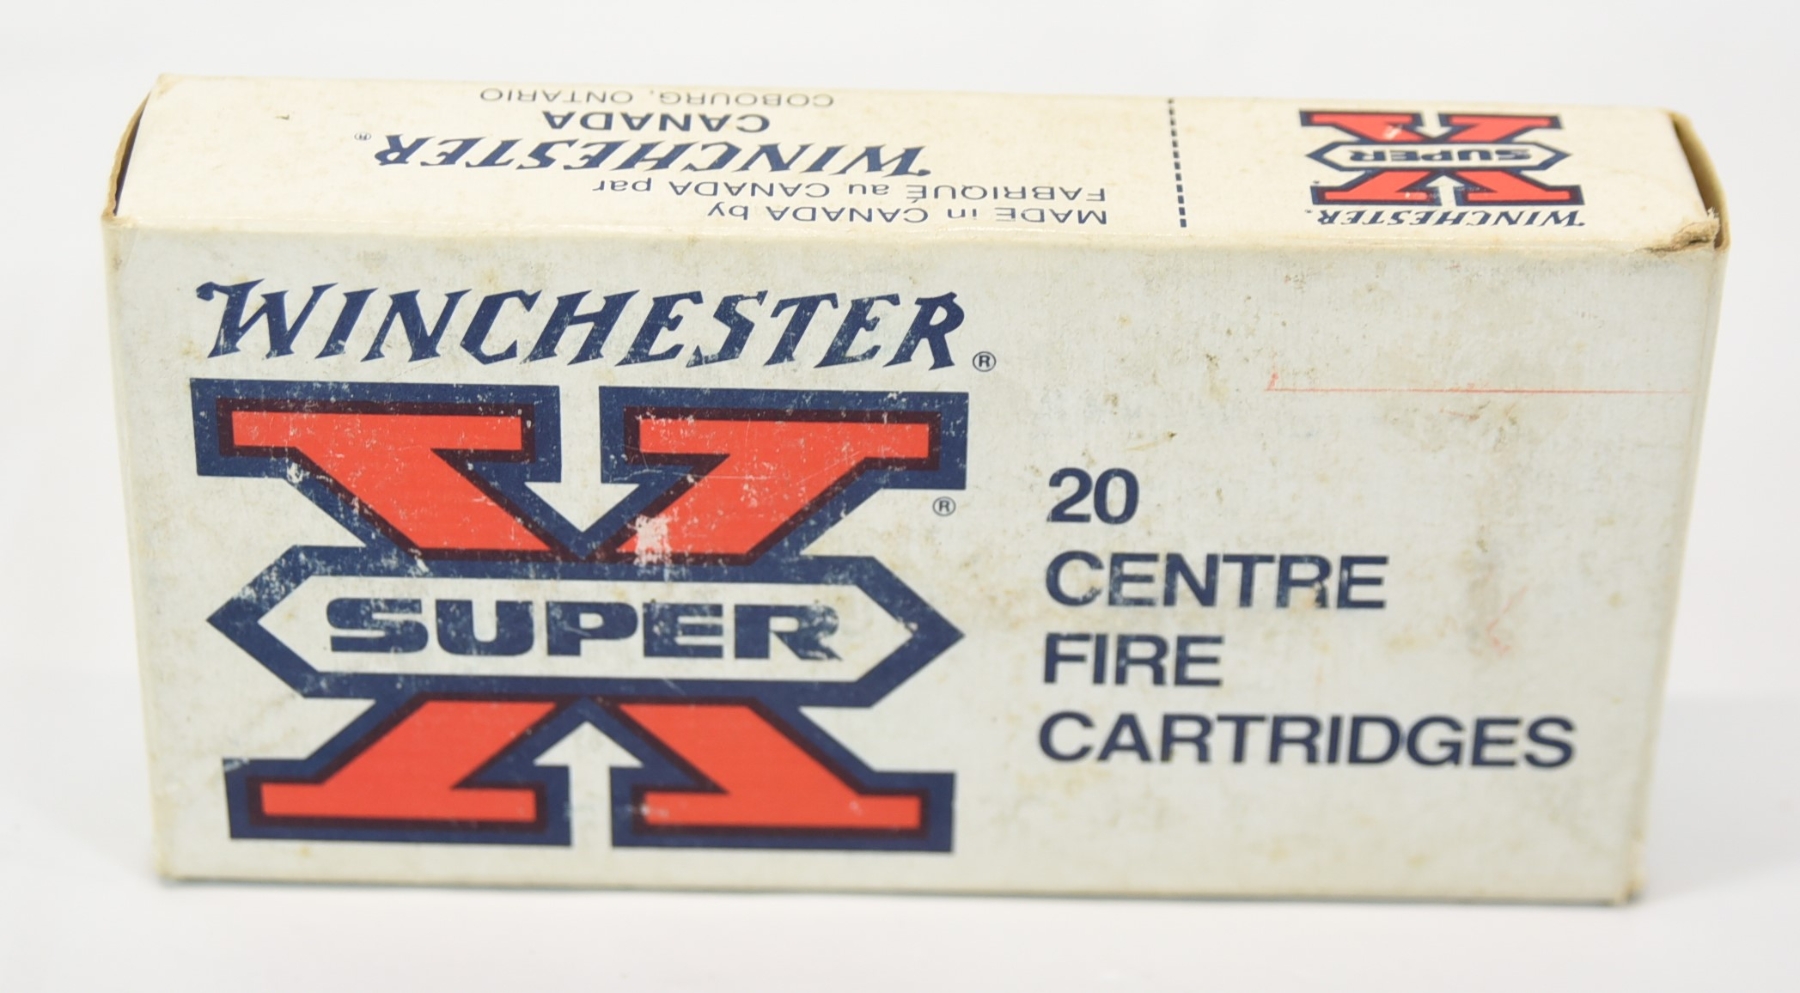 MADE in CANADA by
FABRIQUÉ au CANADA par
WINCHESTER®
CANADA
COBOURG, ONTARIO
WINCHESTER®
SUPER
X
WINCHESTER®
X
®
SUPER
20
CENTRE
FIRE
CARTRIDGES